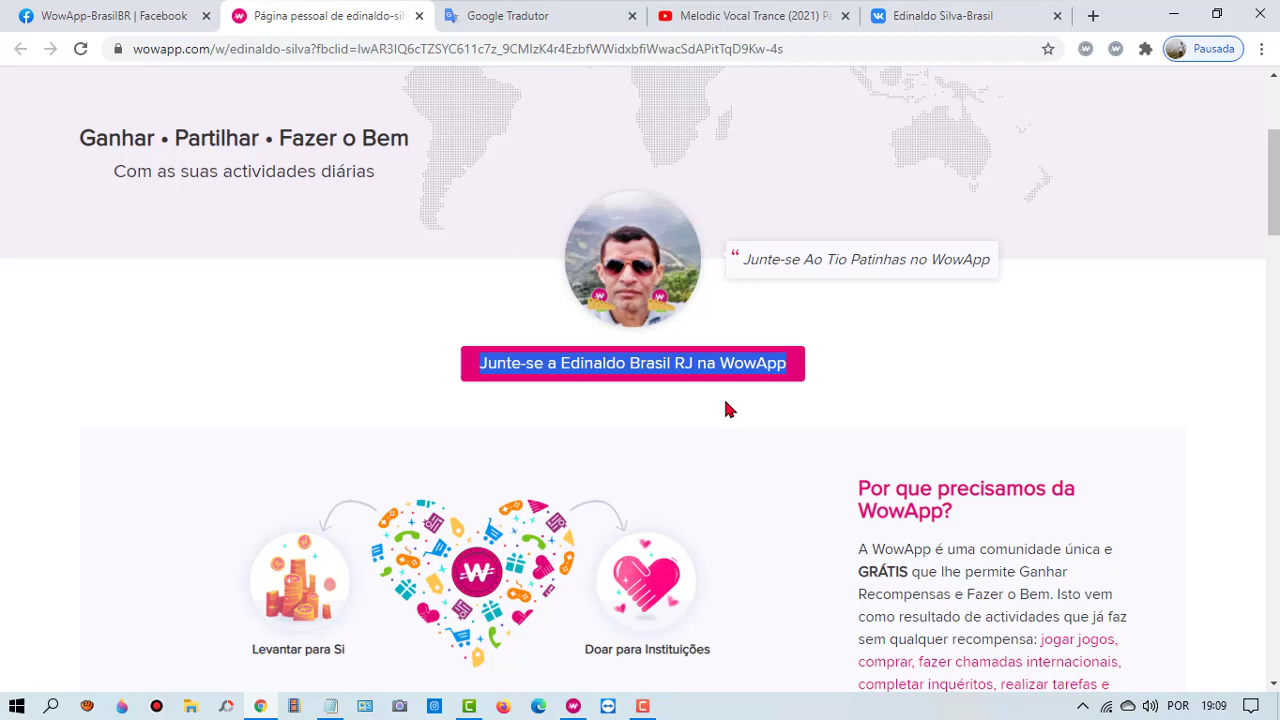 WowApp-BrasilBR | Facebook
Página pessoal de edinaldo-sil
Google Tradutor
Melodic Vocal Trance (2021) Pa
Edinaldo Silva-Brasil
wowapp.com/w/edinaldo-silva?fbclid=IwAR3IQ6cTZSYC611c7z_9CMIzK4r4EzbfWWidxbfiWwacSdAPitTqD9Kw-4s
Pausada
Ganhar • Partilhar • Fazer o Bem
Com as suas actividades diárias
“ Junte-se Ao Tio Patinhas no WowApp
Junte-se a Edinaldo Brasil RJ na WowApp
Levantar para Si
Doar para Instituições
Por que precisamos da
WowApp?
A WowApp é uma comunidade única e
GRÁTIS que lhe permite Ganhar
Recompensas e Fazer o Bem. Isto vem
como resultado de actividades que já faz
sem qualquer recompensa: jogar jogos,
comprar, fazer chamadas internacionais,
completar inquéritos, realizar tarefas e
POR
19:09